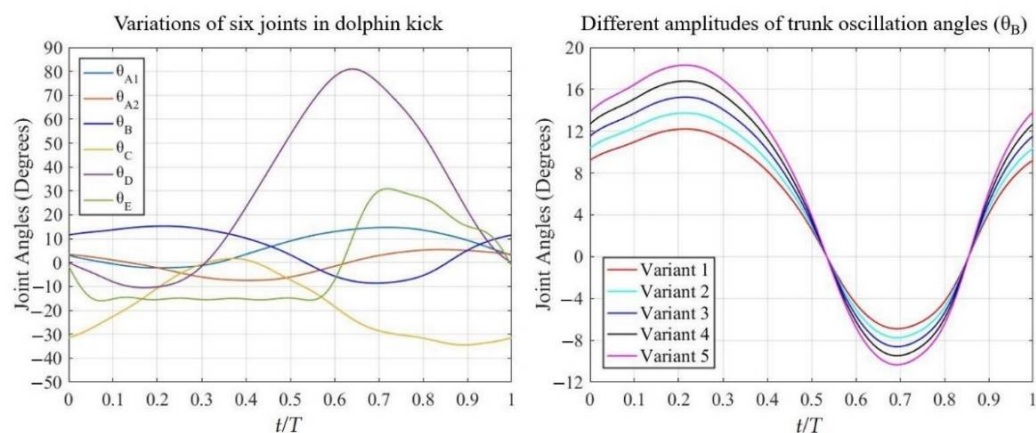 Variations of six joints in dolphin kick
90
80
70
60
50
40
30
20
10
0
−10
−20
−30
−40
−50
Joint Angles (Degrees)
θA1
θA2
θB
θC
θD
θE
0 0.1 0.2 0.3 0.4 0.5 0.6 0.7 0.8 0.9 1
t/T
Different amplitudes of trunk oscillation angles (θB)
20
16
12
8
4
0
−4
−8
−12
Joint Angles (Degrees)
Variant 1
Variant 2
Variant 3
Variant 4
Variant 5
0 0.1 0.2 0.3 0.4 0.5 0.6 0.7 0.8 0.9 1
t/T